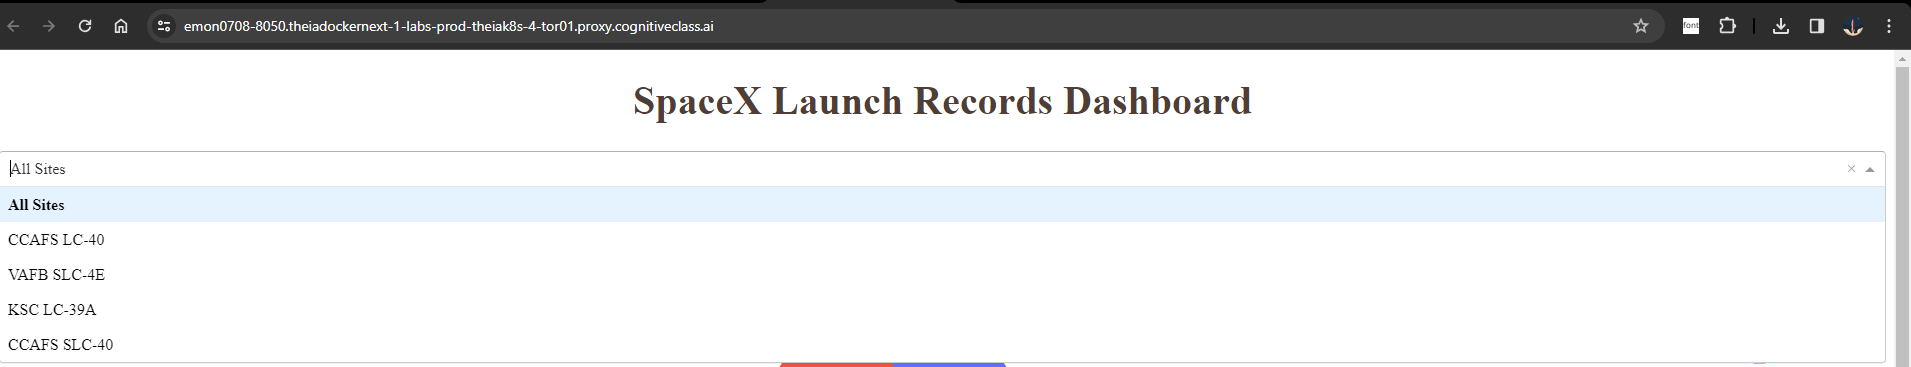 emon0708-8050.theiadockernext-1-labs-prod-theiak8s-4-tor01.proxy.cognitiveclass.ai
font
SpaceX Launch Records Dashboard
All Sites
All Sites
CCAFS LC-40
VAFB SLC-4E
KSC LC-39A
CCAFS SLC-40